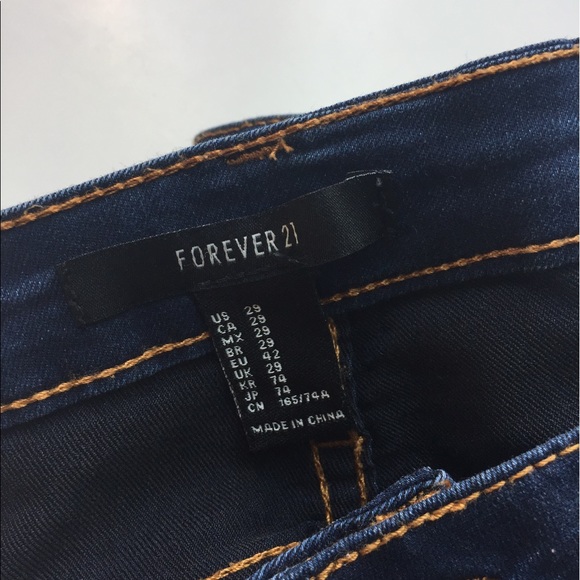 FOREVER 21
US 29
CA 29
MX 29
BR 29
EU 42
UK 29
KR 74
JP 74
CN 165/74A
MADE IN CHINA